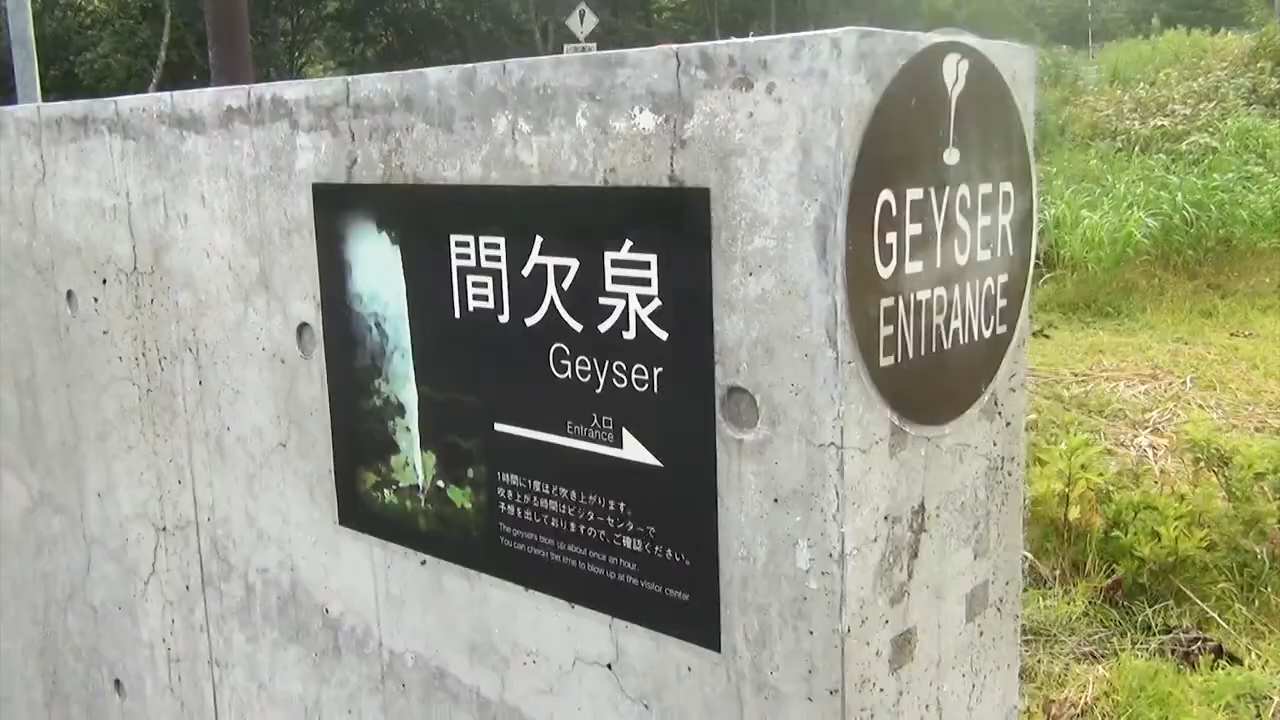 間欠泉
Geyser
入口
Entrance
1時間に1度ほど吹き上がります。
吹き上がる時間はビジターセンターで
予想を出しておりますので、ご確認ください。
The geysers blow up about once an hour.
You can check the time to blow up at the visitor center
GEYSER
ENTRANCE